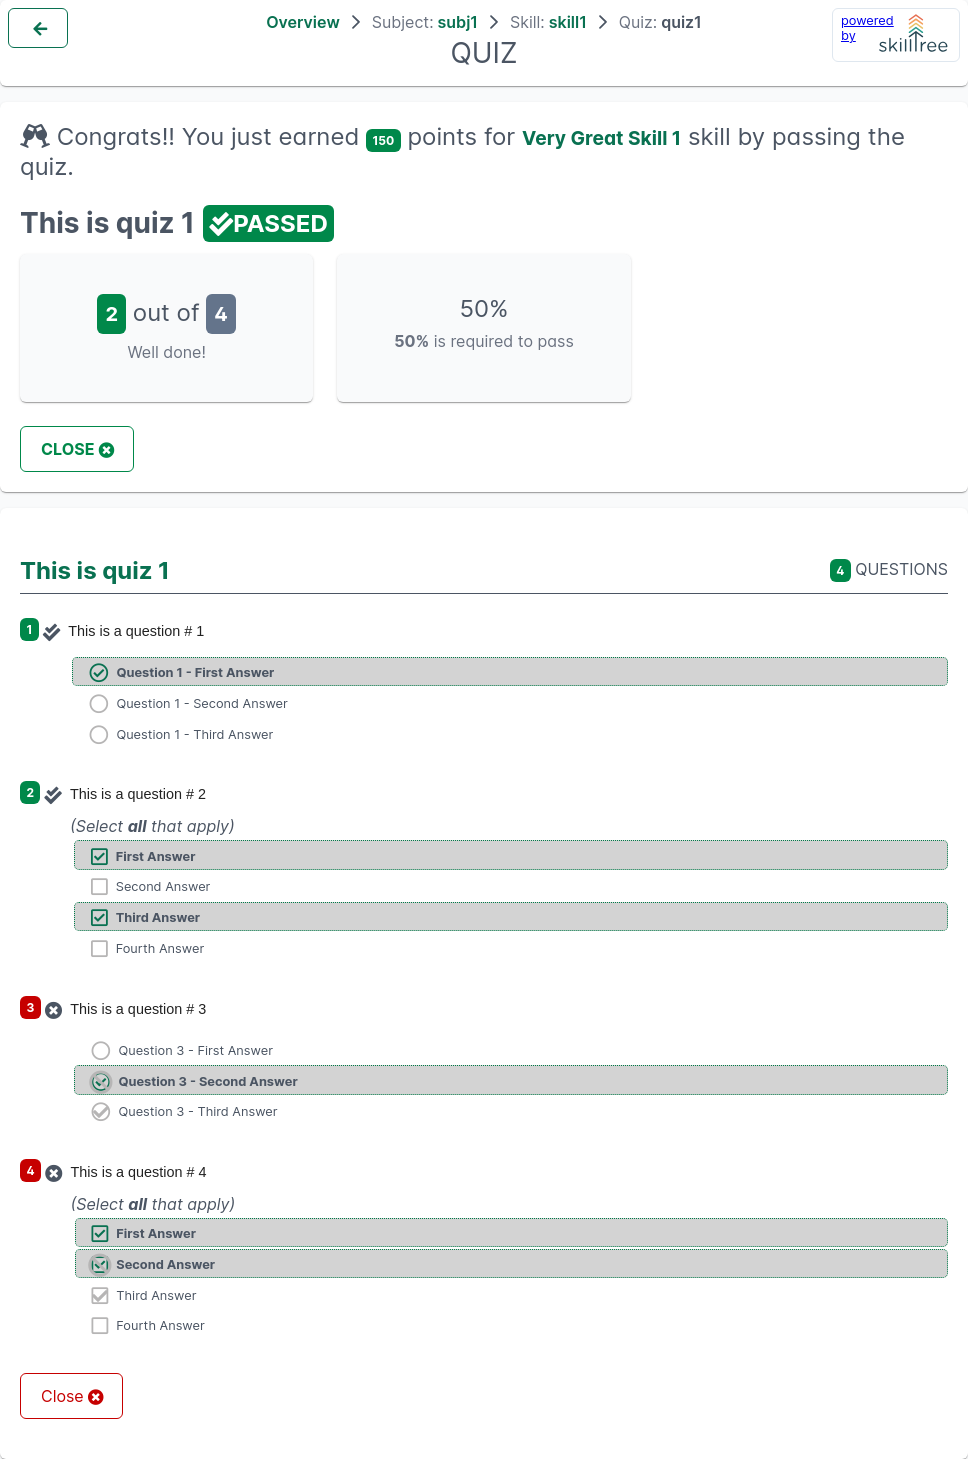 Overview > Subject: subj1 > Skill: skill1 > Quiz: quiz1
powered by
skilltree
QUIZ
Congrats!! You just earned 150 points for Very Great Skill 1 skill by passing the
quiz.
This is quiz 1 PASSED
2 out of 4
Well done!
50%
50% is required to pass
CLOSE
This is quiz 1
4 QUESTIONS
1 This is a question # 1
Question 1 - First Answer
Question 1 - Second Answer
Question 1 - Third Answer
2 This is a question # 2
(Select all that apply)
First Answer
Second Answer
Third Answer
Fourth Answer
3 This is a question # 3
Question 3 - First Answer
Question 3 - Second Answer
Question 3 - Third Answer
4 This is a question # 4
(Select all that apply)
First Answer
Second Answer
Third Answer
Fourth Answer
Close